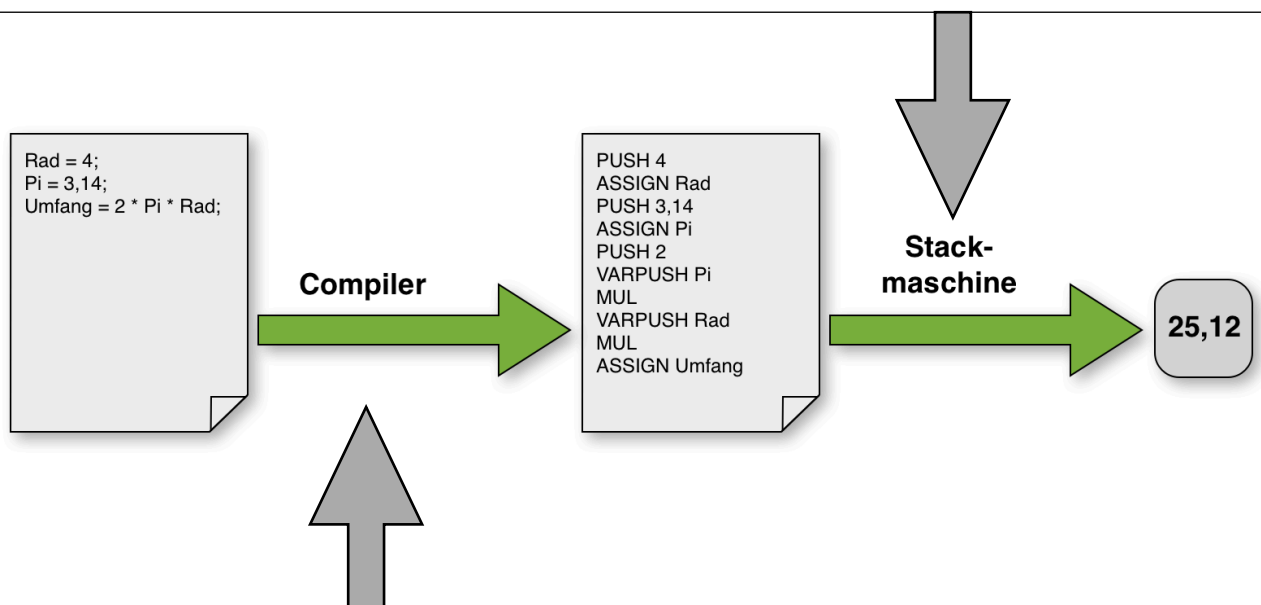 Rad = 4;
Pi = 3,14;
Umfang = 2 * Pi * Rad;
Compiler
PUSH 4
ASSIGN Rad
PUSH 3,14
ASSIGN Pi
PUSH 2
VARPUSH Pi
MUL
VARPUSH Rad
MUL
ASSIGN Umfang
Stack-
maschine
25,12